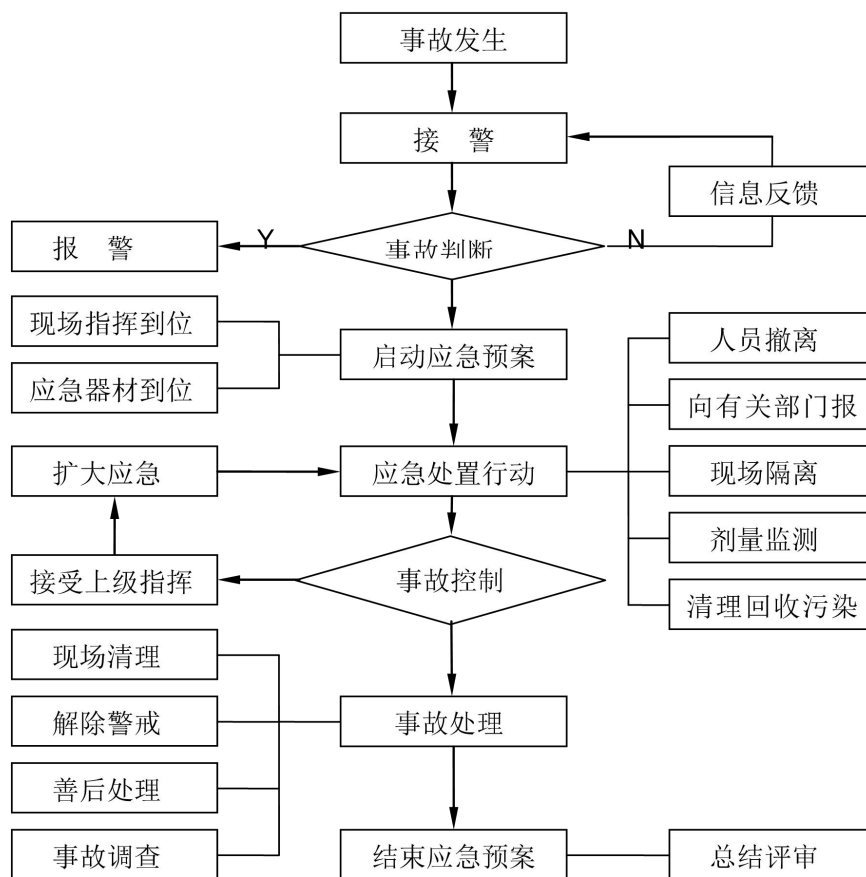 事故发生
接 警
信息反馈
报 警
Y
事故判断
N
现场指挥到位
启动应急预案
人员撤离
应急器材到位
向有关部门报
扩大应急
应急处置行动
现场隔离
剂量监测
接受上级指挥
事故控制
清理回收污染
现场清理
解除警戒
事故处理
善后处理
事故调查
结束应急预案
总结评审